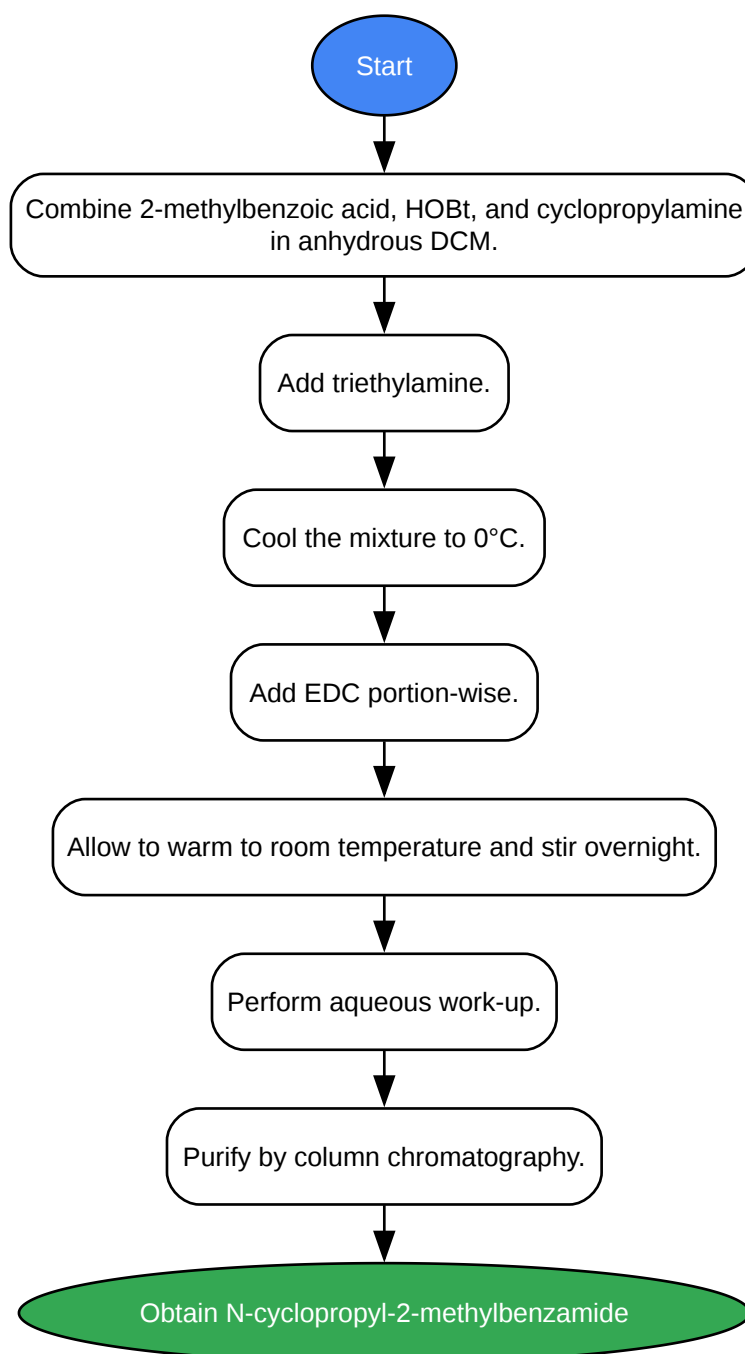 Start
Combine 2-methylbenzoic acid, HOBt, and cyclopropylamine
in anhydrous DCM.
Add triethylamine.
Cool the mixture to 0°C.
Add EDC portion-wise.
Allow to warm to room temperature and stir overnight.
Perform aqueous work-up.
Purify by column chromatography.
Obtain N-cyclopropyl-2-methylbenzamide